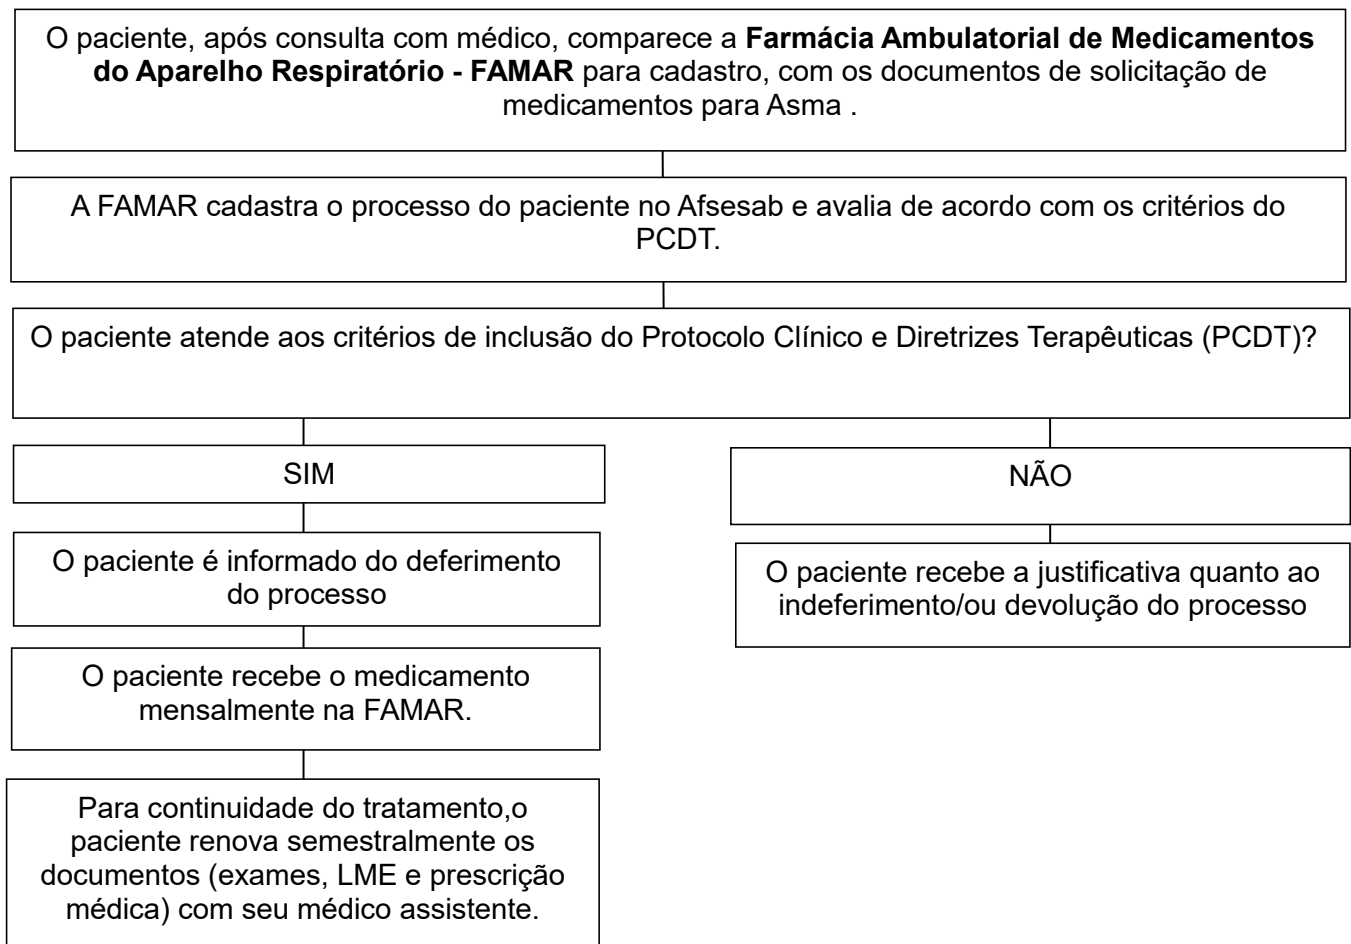 O paciente, após consulta com médico, comparece a Farmácia Ambulatorial de Medicamentos
do Aparelho Respiratório - FAMAR para cadastro, com os documentos de solicitação de
medicamentos para Asma .
A FAMAR cadastra o processo do paciente no Afsesab e avalia de acordo com os critérios do
PCDT.
O paciente atende aos critérios de inclusão do Protocolo Clínico e Diretrizes Terapêuticas (PCDT)?
SIM
O paciente é informado do deferimento
do processo
O paciente recebe o medicamento
mensalmente na FAMAR.
Para continuidade do tratamento,o
paciente renova semestralmente os
documentos (exames, LME e prescrição
médica) com seu médico assistente.
NÃO
O paciente recebe a justificativa quanto ao
indeferimento/ou devolução do processo